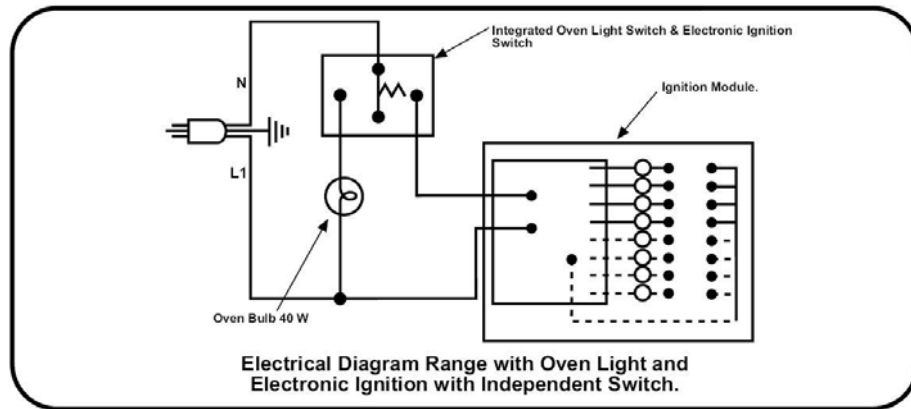 Integrated Oven Light Switch & Electronic Ignition
Switch
N
Ignition Module.
L1
Oven Bulb 40 W
Electrical Diagram Range with Oven Light and
Electronic Ignition with Independent Switch.